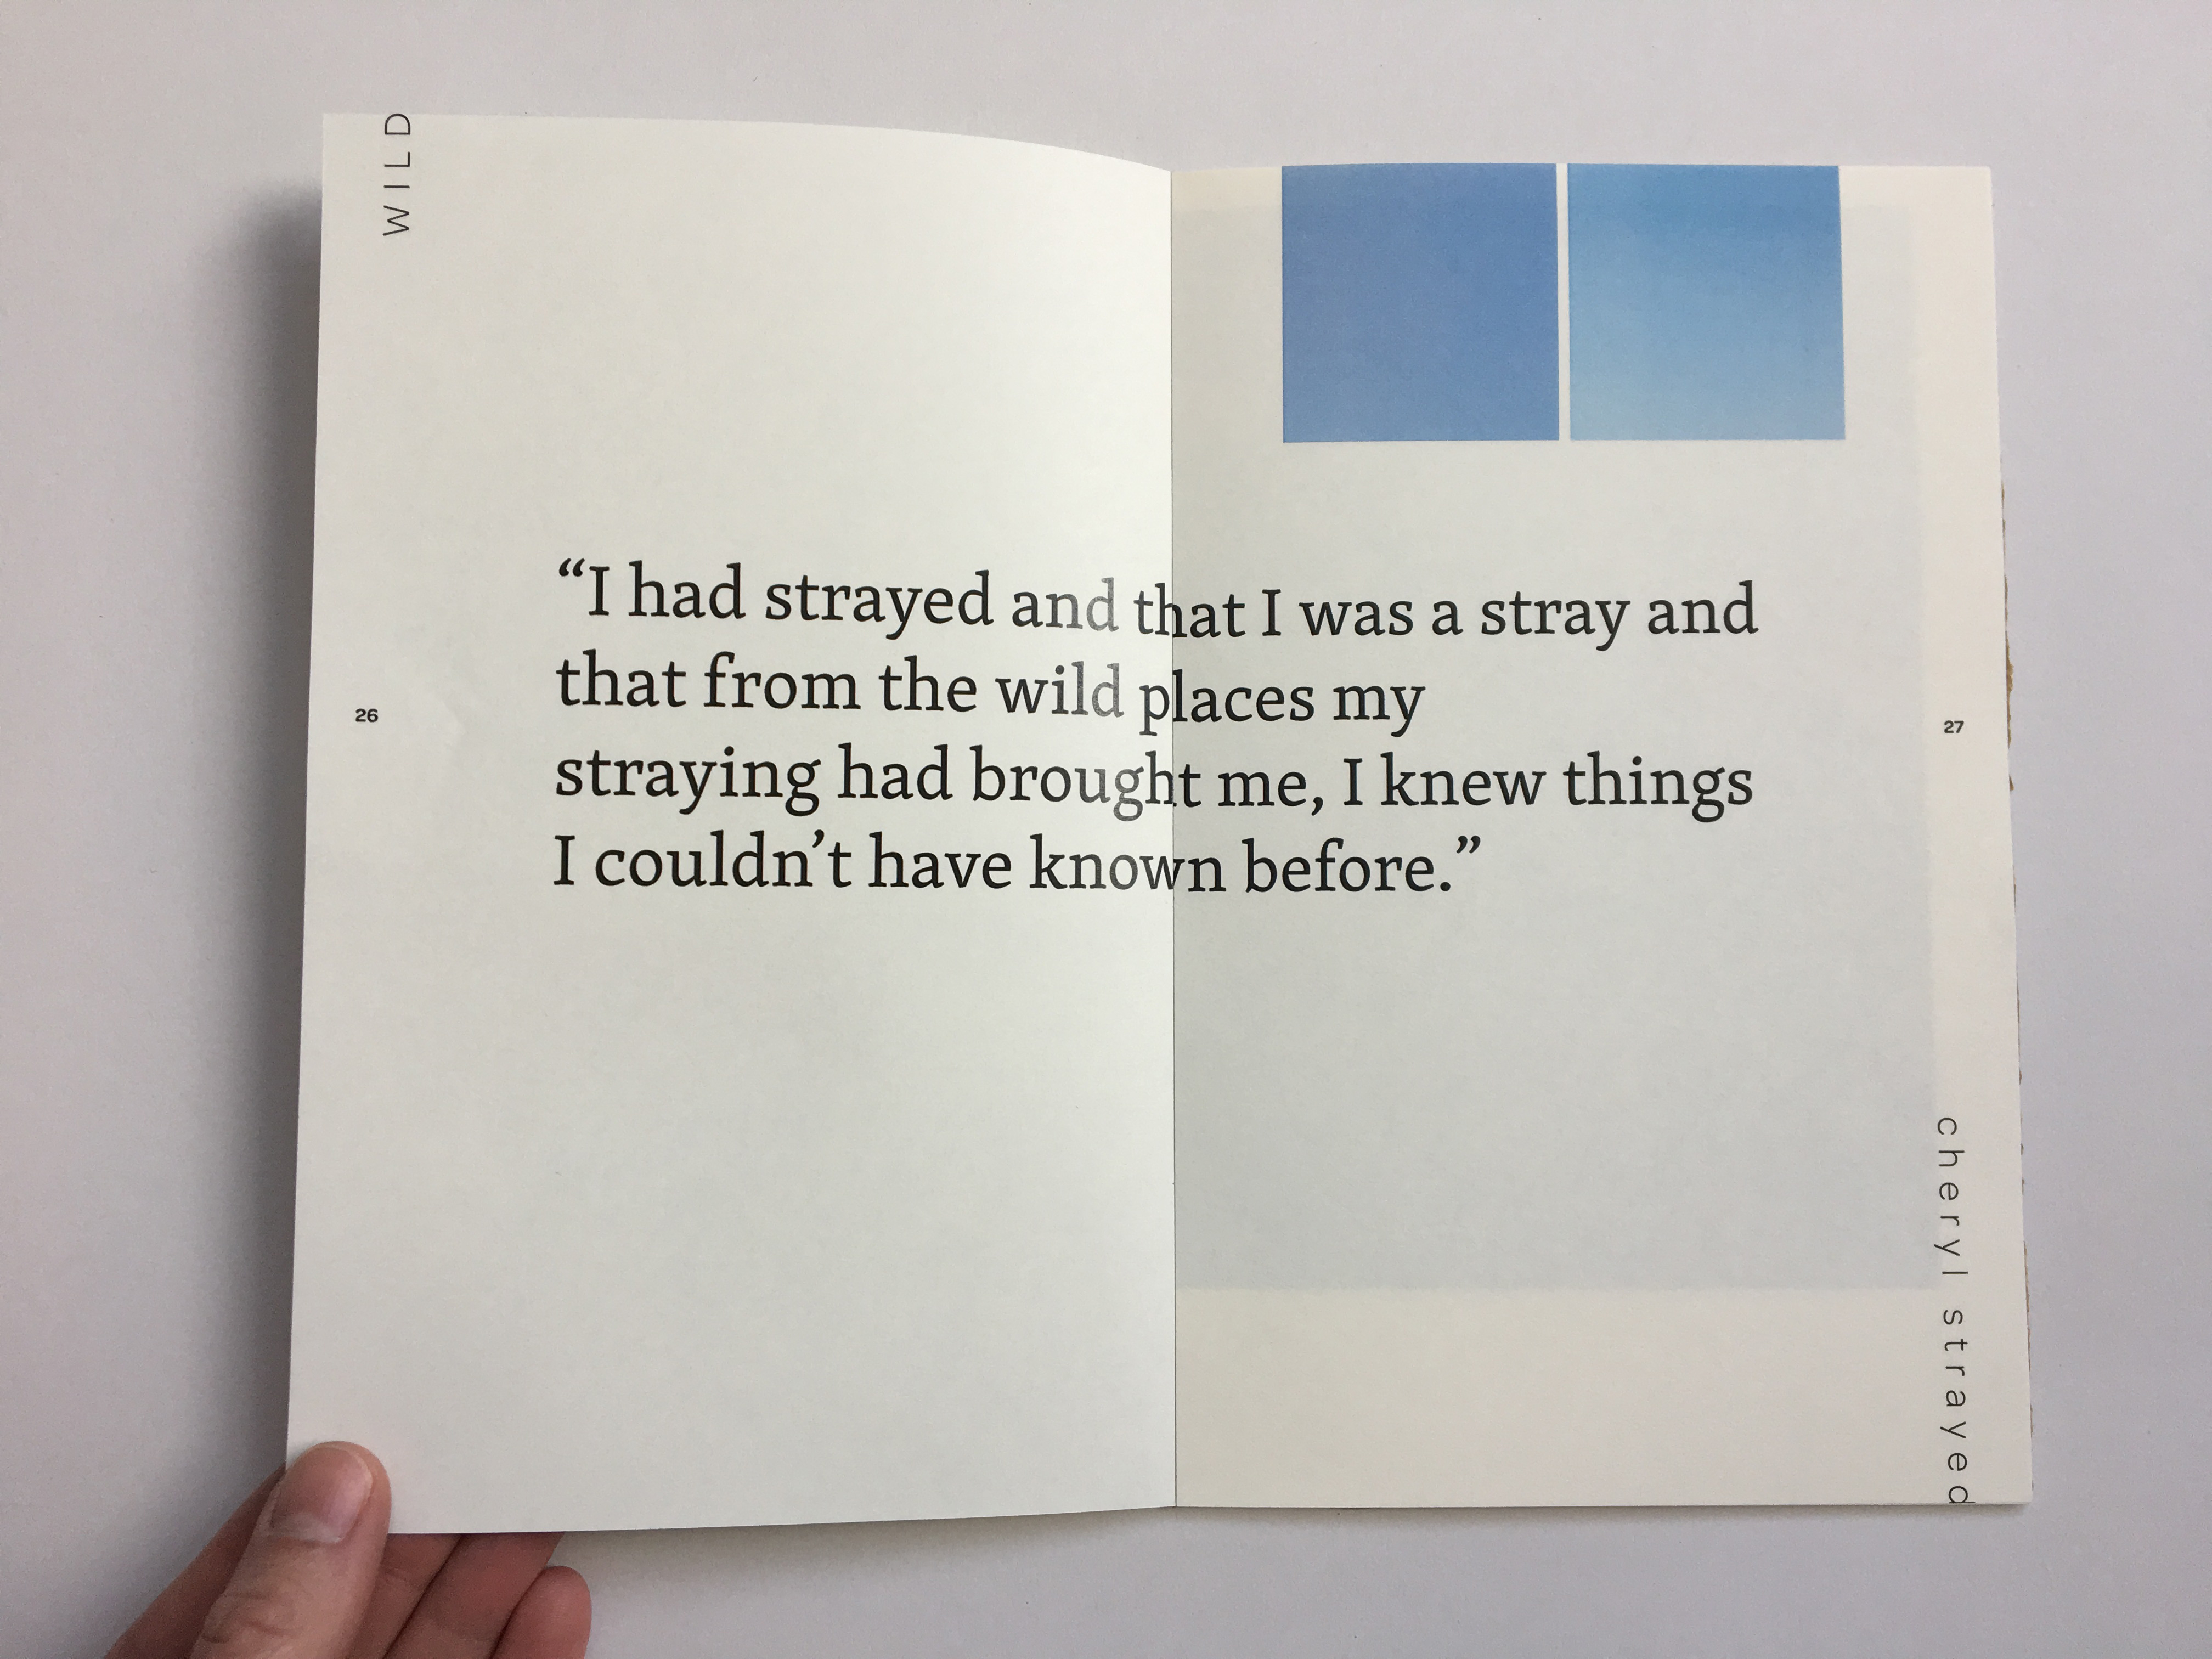 WILD
“I had strayed and that I was a stray and
that from the wild places my
straying had brought me, I knew things
I couldn’t have known before.”
26
27
cheryl strayed